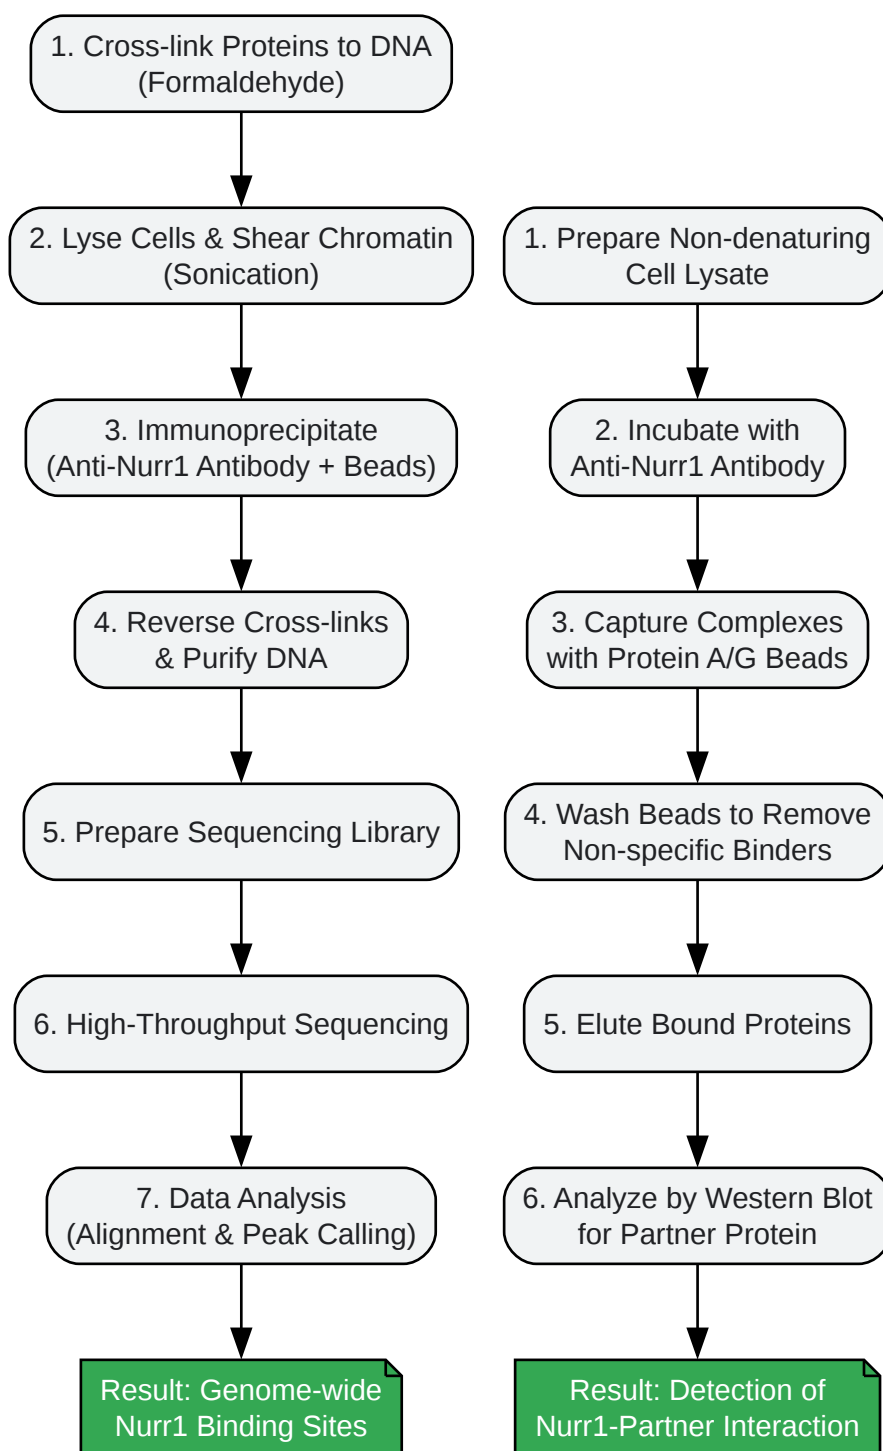 1. Cross-link Proteins to DNA
(Formaldehyde)
2. Lyse Cells & Shear Chromatin
(Sonication)
3. Immunoprecipitate
(Anti-Nurr1 Antibody + Beads)
4. Reverse Cross-links
& Purify DNA
5. Prepare Sequencing Library
6. High-Throughput Sequencing
7. Data Analysis
(Alignment & Peak Calling)
Result: Genome-wide
Nurr1 Binding Sites
1. Prepare Non-denaturing
Cell Lysate
2. Incubate with
Anti-Nurr1 Antibody
3. Capture Complexes
with Protein A/G Beads
4. Wash Beads to Remove
Non-specific Binders
5. Elute Bound Proteins
6. Analyze by Western Blot
for Partner Protein
Result: Detection of
Nurr1-Partner Interaction